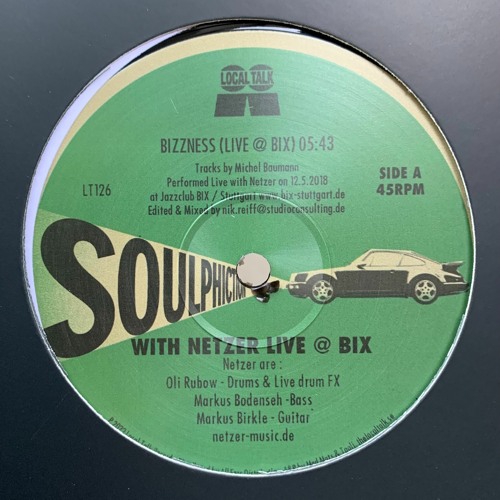 LOCAL TALK
BIZZNESS (LIVE @ BIX) 05:43
Tracks by Michel Baumann
Performed Live with Netzer on 12.5.2018
at Jazzclub BIX / Stuttgart www.bix-stuttgart.de
Edited & Mixed by nik.reiff@studioconsulting.de
LT126
SIDE A
45RPM
SOULPHICTION
WITH NETZER LIVE @ BIX
Netzer are :
Oli Rubow - Drums & Live drum FX
Markus Bodenseh -Bass
Markus Birkle - Guitar
netzer-music.de